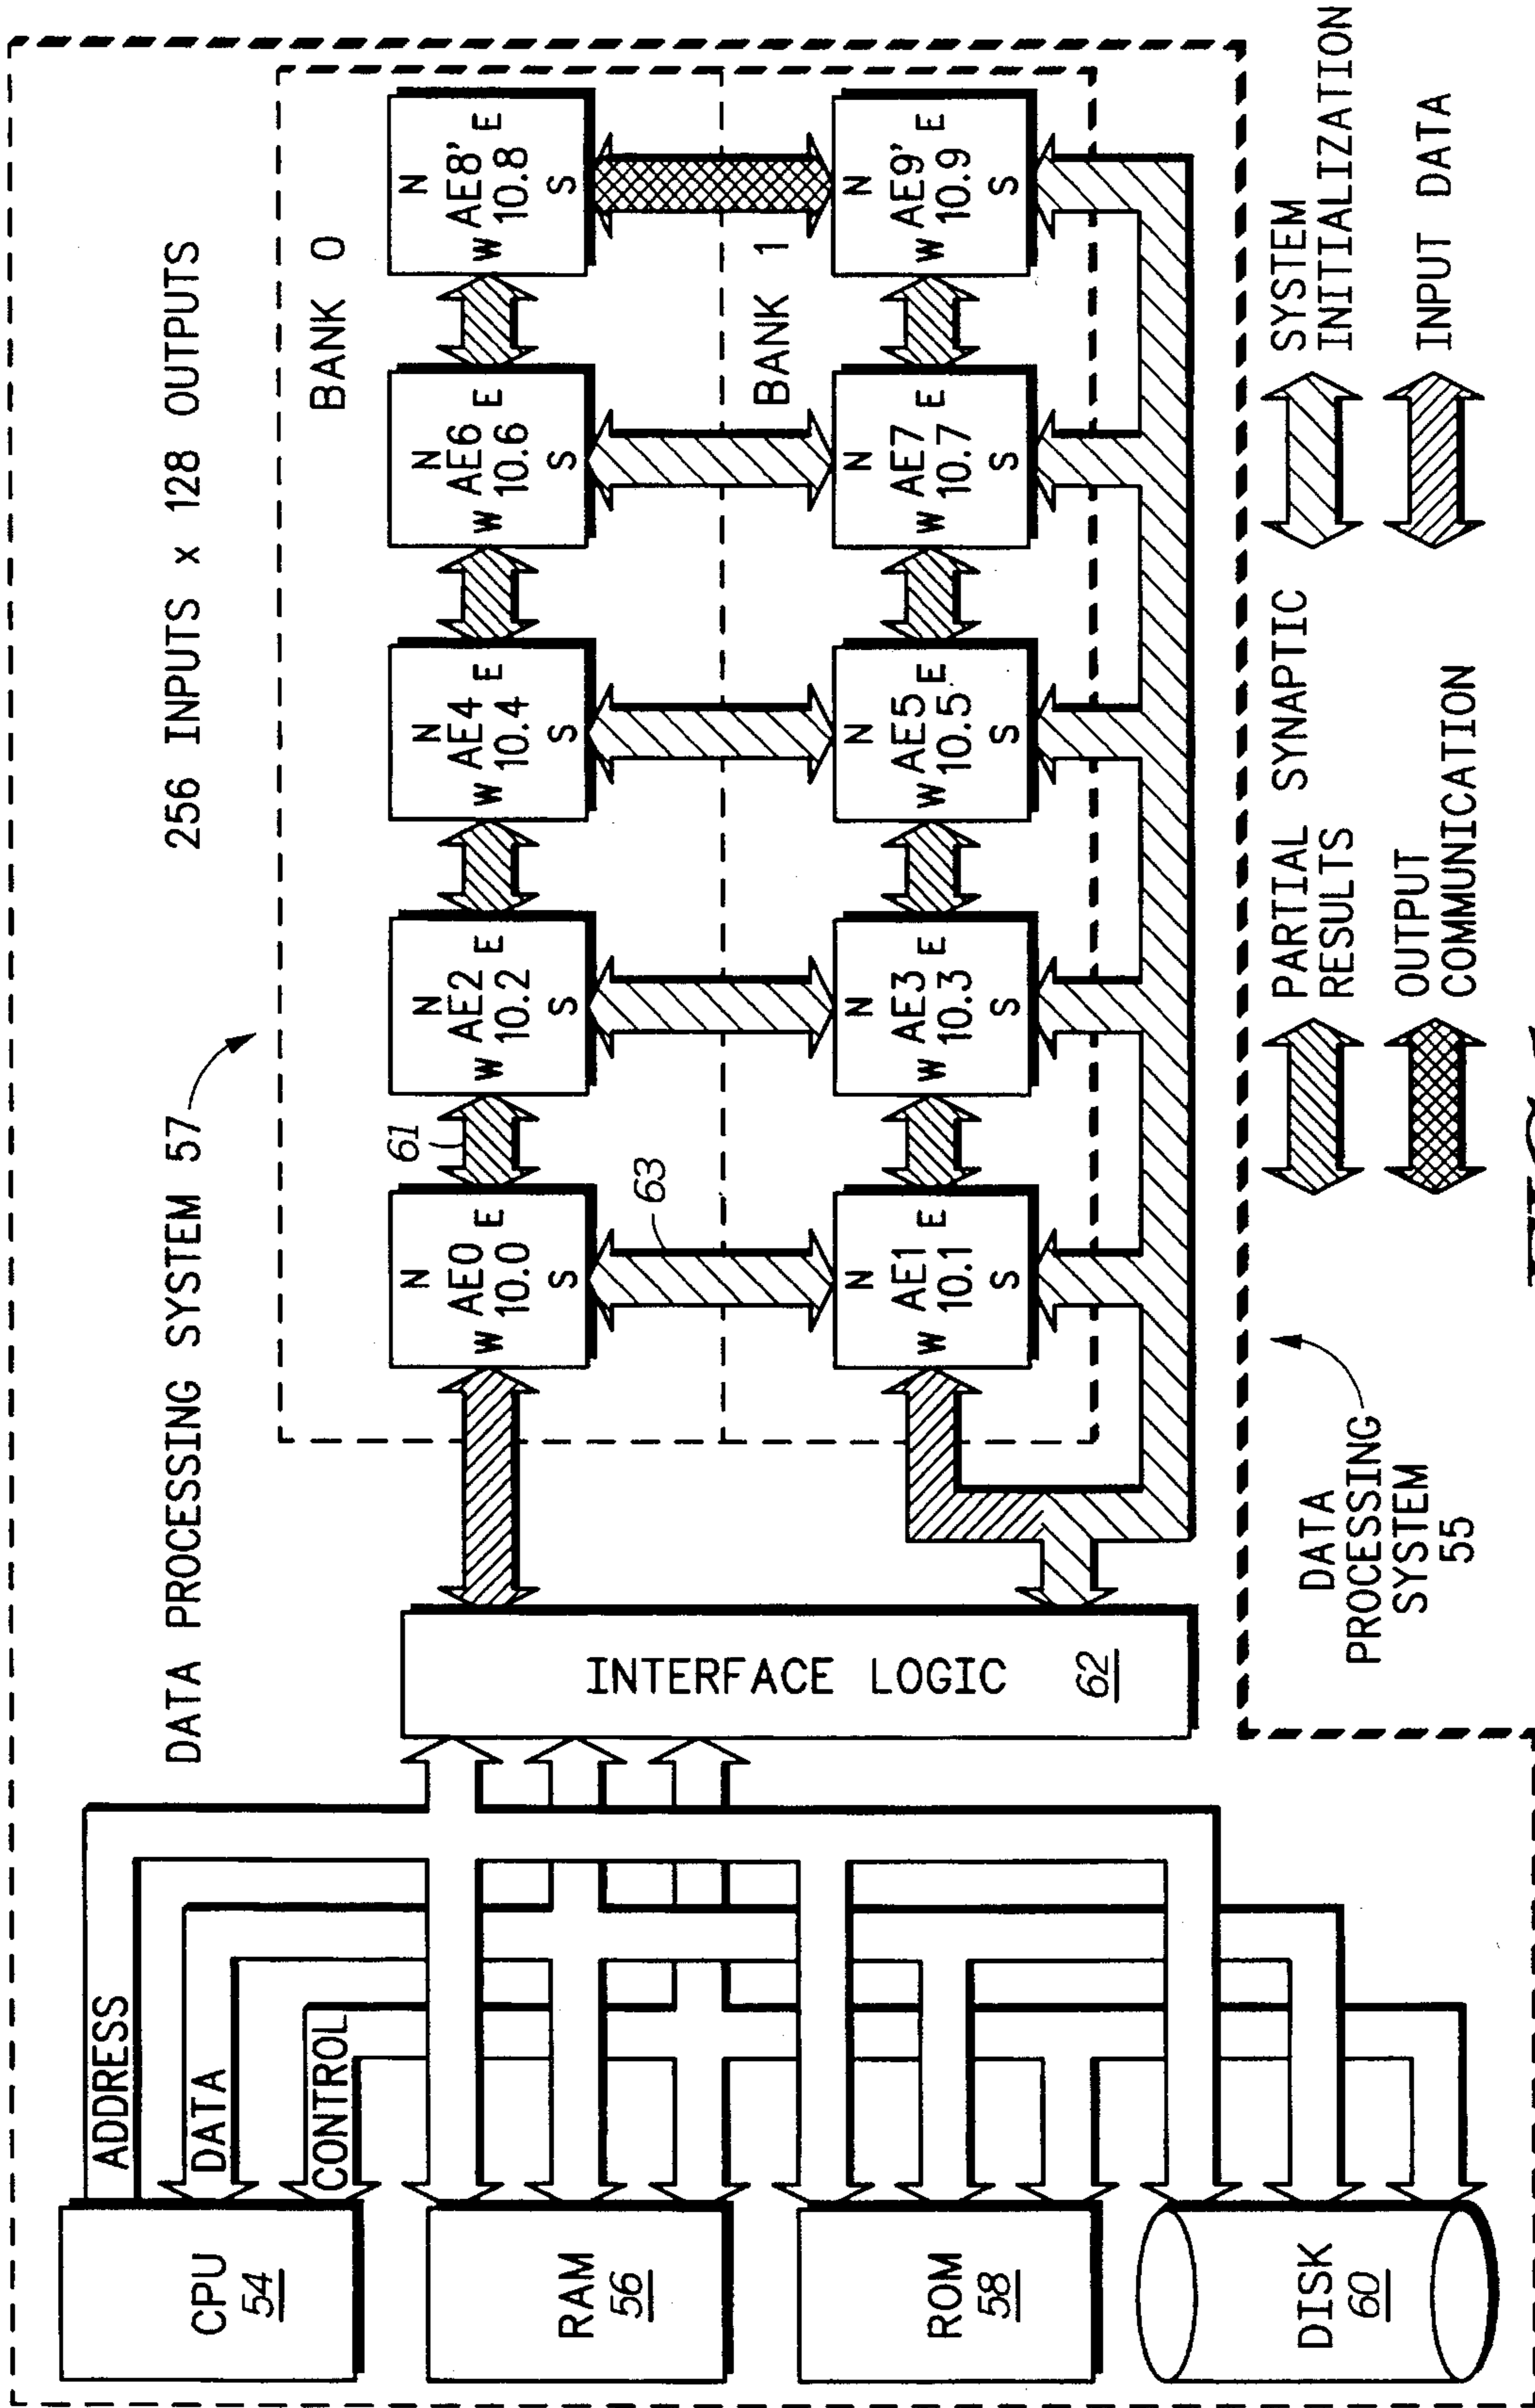 DATA PROCESSING SYSTEM 57
256 INPUTS x 128 OUTPUTS
ADDRESS
DATA
CONTROL
CPU
54
RAM
56
ROM
58
DISK
60
INTERFACE LOGIC
62
BANK 0
N
W AE0 E
10.0
S
61
N
W AE2 E
10.2
S
N
W AE4 E
10.4
S
N
W AE6 E
10.6
S
N
W AE8' E
10.8
S
63
BANK 1
N
W AE1 E
10.1
S
N
W AE3 E
10.3
S
N
W AE5 E
10.5
S
N
W AE7 E
10.7
S
N
W AE9' E
10.9
S
DATA
PROCESSING
SYSTEM
55
PARTIAL SYNAPTIC
RESULTS
SYSTEM
INITIALIZATION
OUTPUT
COMMUNICATION
INPUT DATA